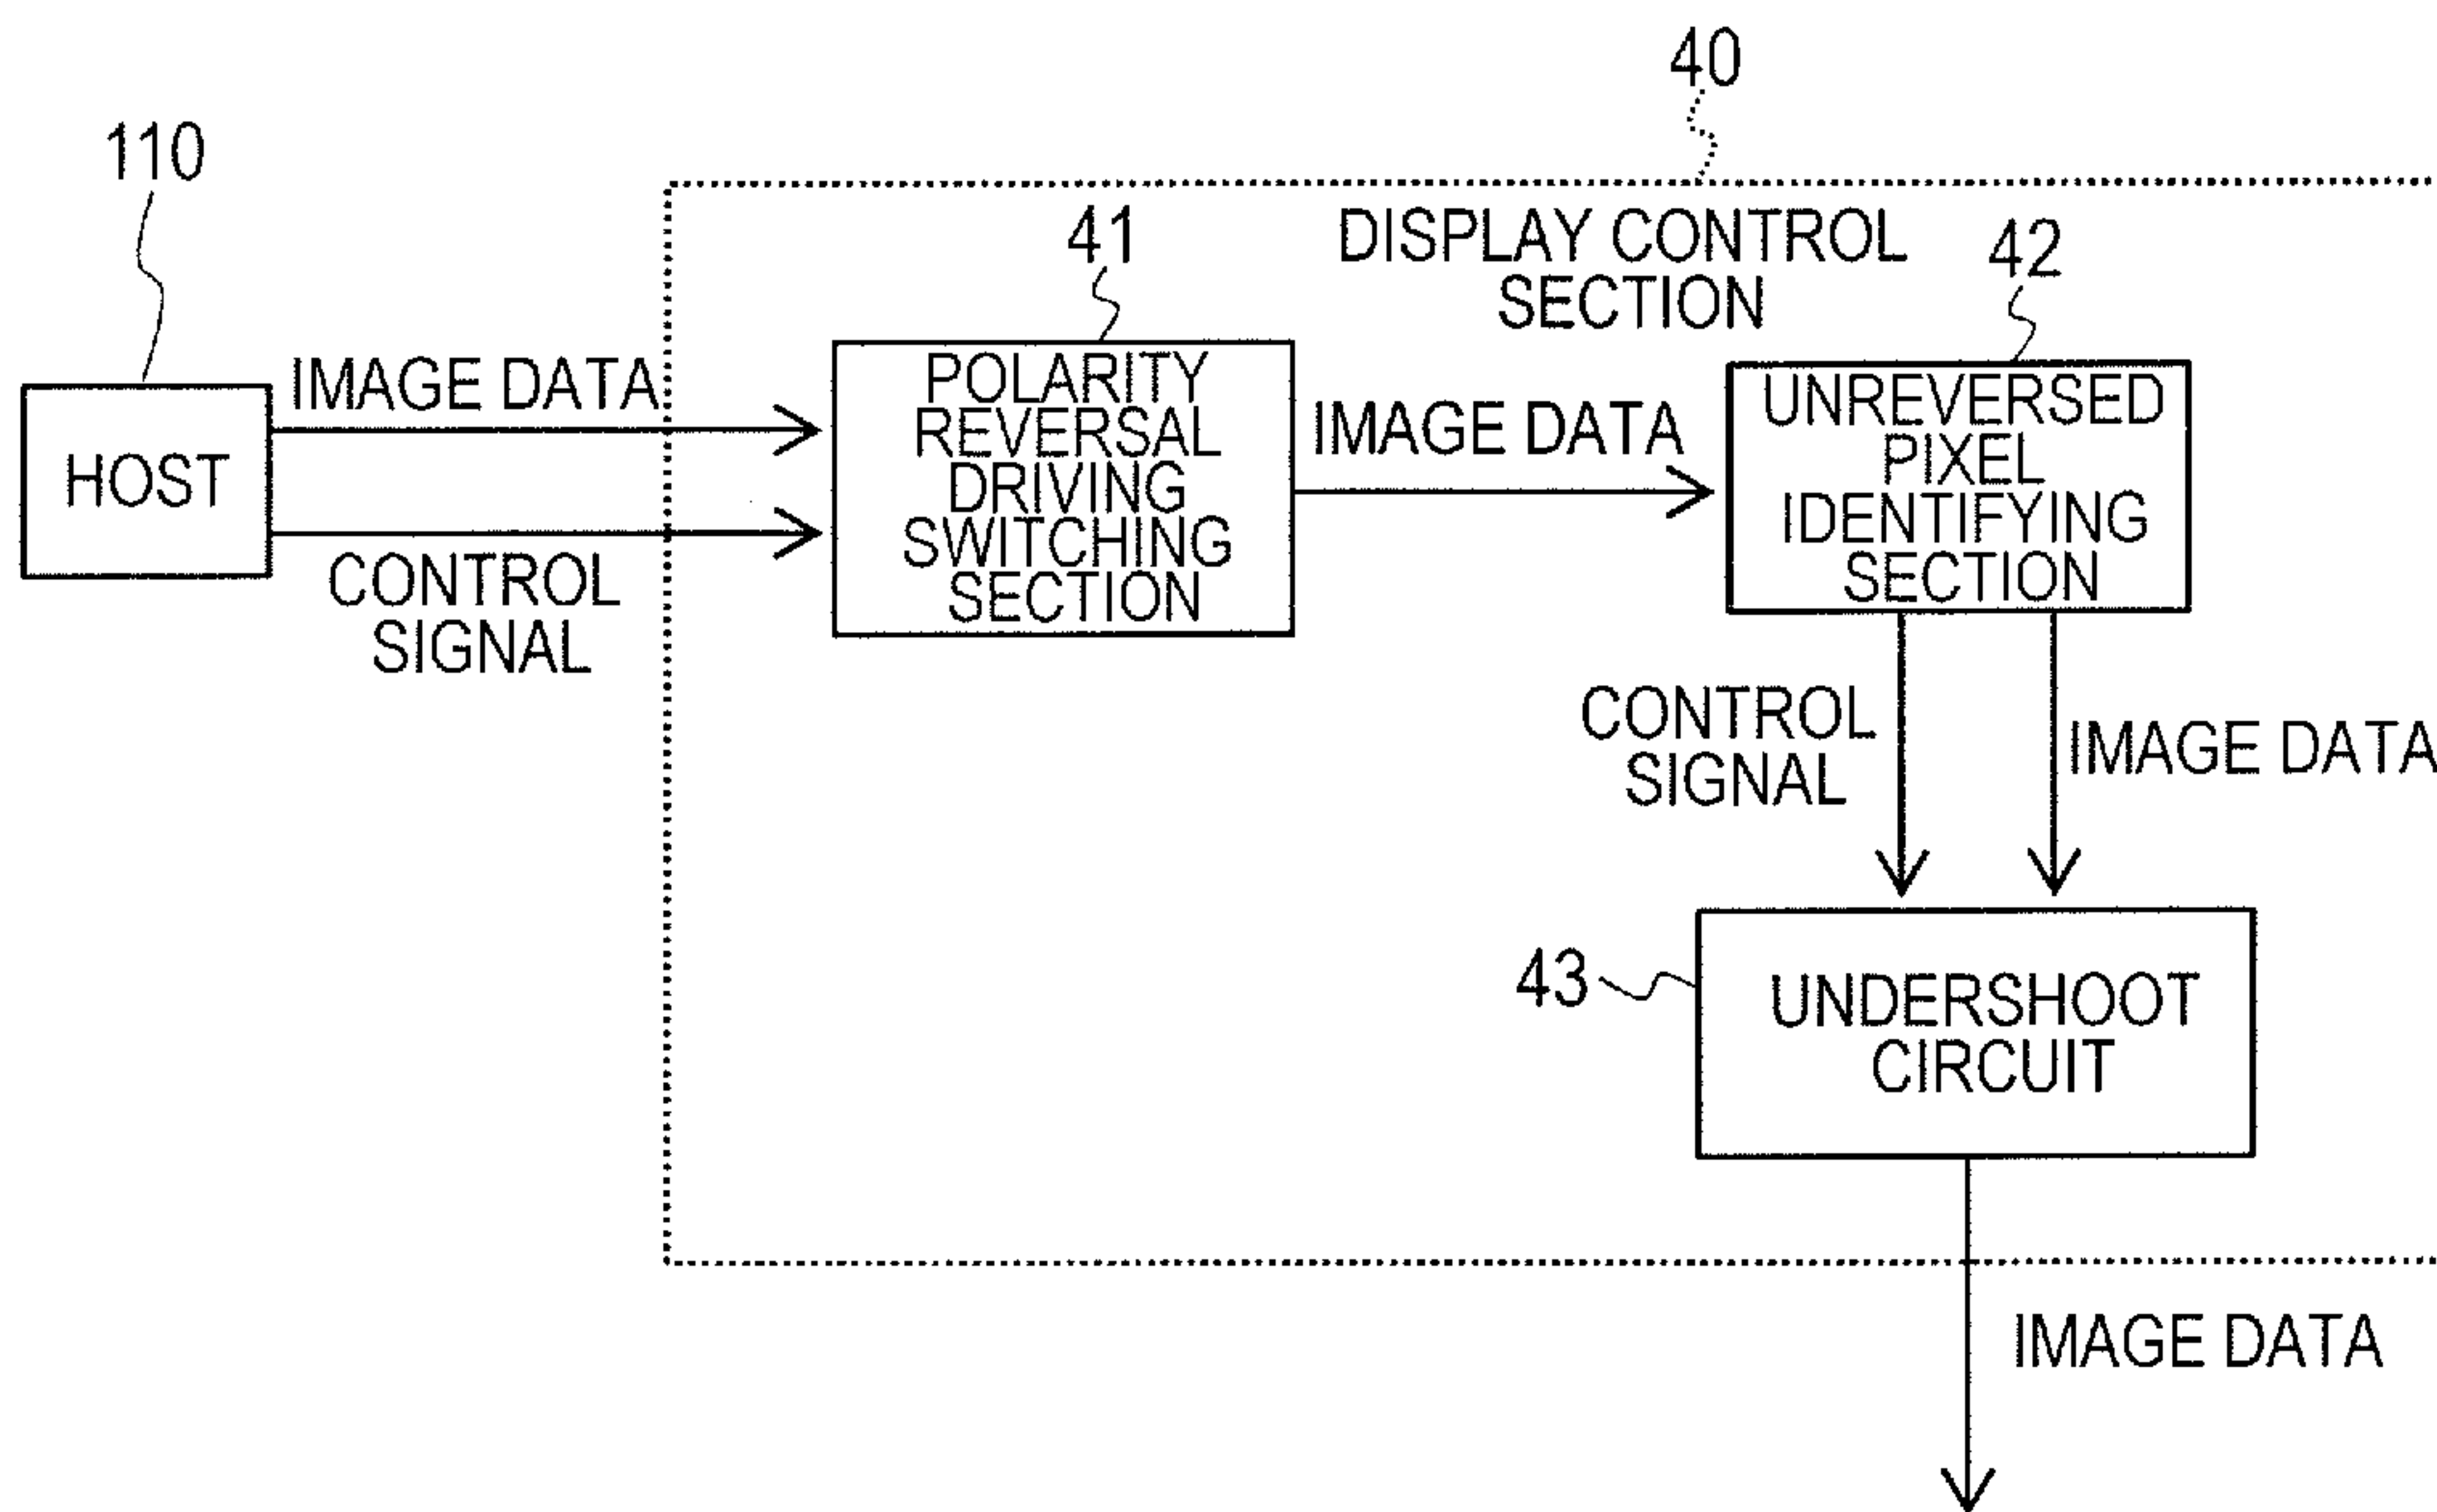 40
110
41
DISPLAY CONTROL
SECTION
42
IMAGE DATA
HOST
CONTROL
SIGNAL
POLARITY
REVERSAL
DRIVING
SWITCHING
SECTION
IMAGE DATA
UNREVERSED
PIXEL
IDENTIFYING
SECTION
CONTROL
SIGNAL
IMAGE DATA
43
UNDERSHOOT
CIRCUIT
IMAGE DATA